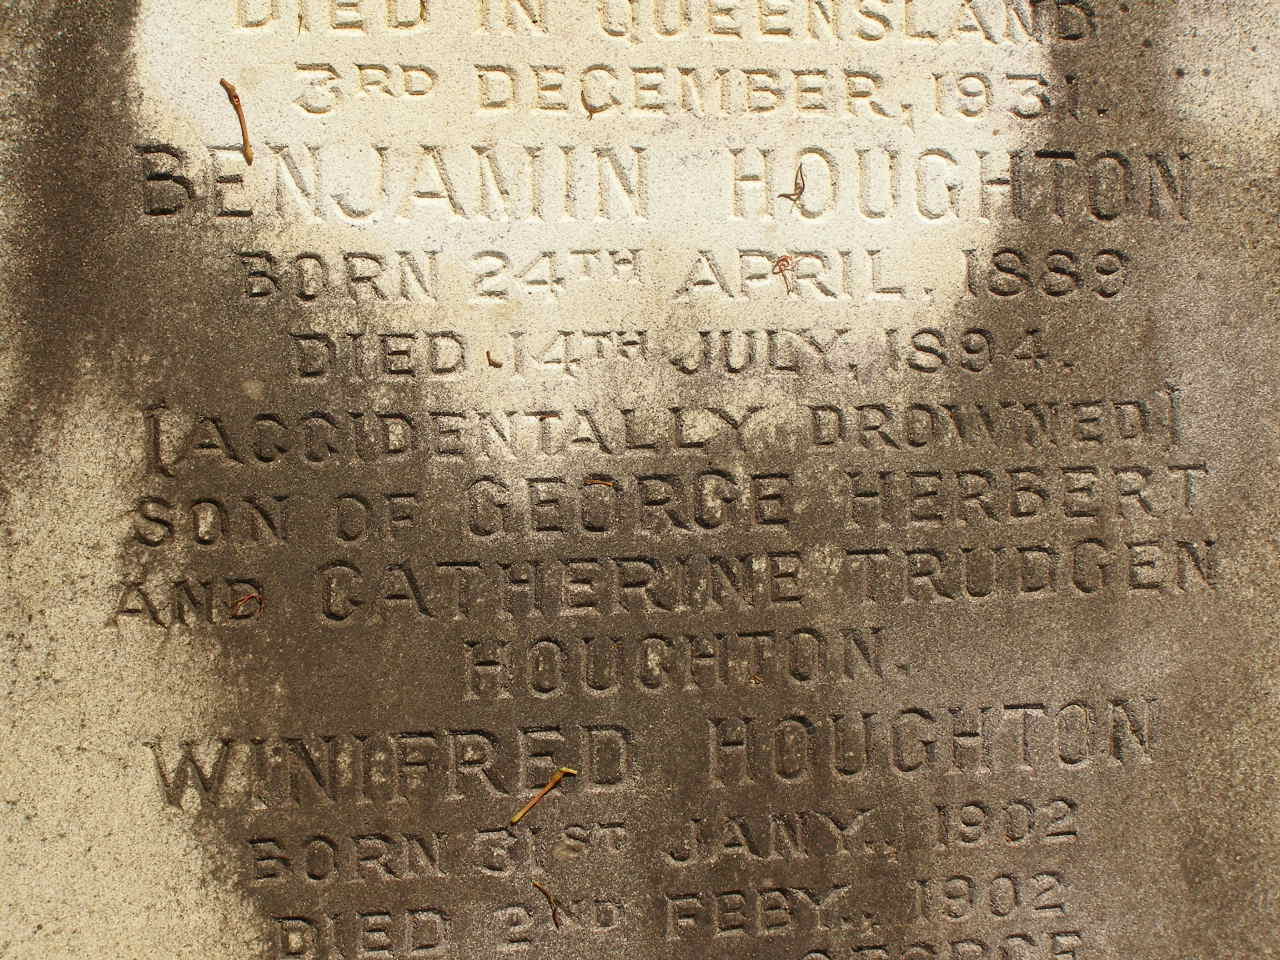 DIED IN QUEENSLAND
3RD DECEMBER, 1931.
BENJAMIN HOUGHTON
BORN 24TH APRIL. 1889
DIED 14TH JULY, 1894.
[ACCIDENTALLY DROWNED]
SON OF GEORGE HERBERT
AND CATHERINE TRUDGEN
HOUGHTON.
WINIFRED HOUGHTON
BORN 31ST JANY., 1902
DIED 2ND FEBY., 1902
GEORGE